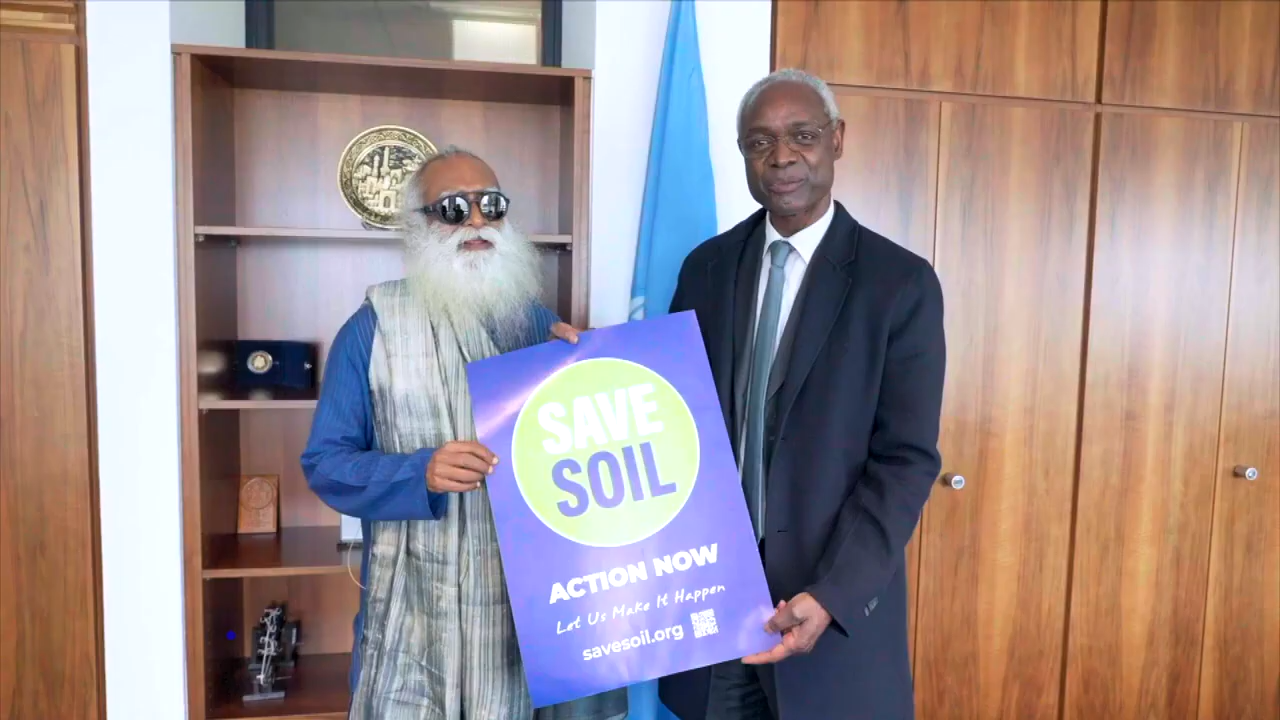 SAVE
SOIL
ACTION NOW
Let Us Make It Happen
savesoil.org